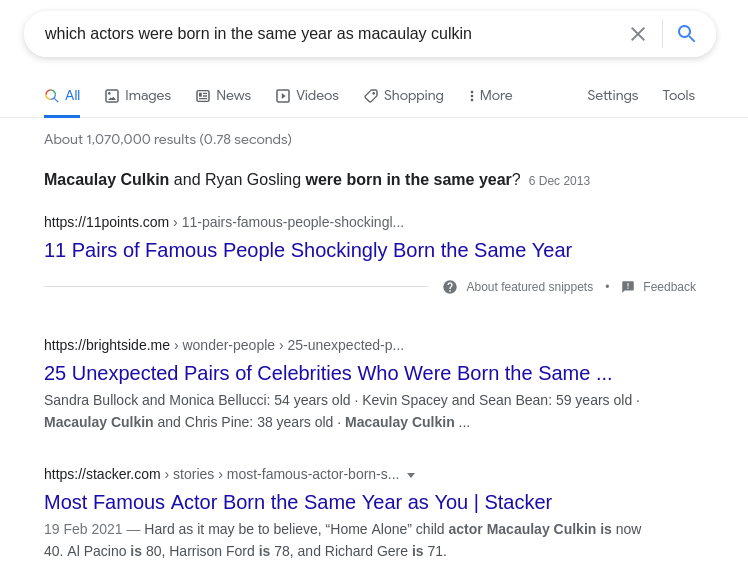 which actors were born in the same year as macaulay culkin
All Images News Videos Shopping More Settings Tools
About 1,070,000 results (0.78 seconds)
Macaulay Culkin and Ryan Gosling were born in the same year? 6 Dec 2013
https://11points.com › 11-pairs-famous-people-shockingl...
11 Pairs of Famous People Shockingly Born the Same Year
About featured snippets • Feedback
https://brightside.me › wonder-people › 25-unexpected-p...
25 Unexpected Pairs of Celebrities Who Were Born the Same ...
Sandra Bullock and Monica Bellucci: 54 years old · Kevin Spacey and Sean Bean: 59 years old ·
Macaulay Culkin and Chris Pine: 38 years old · Macaulay Culkin ...
https://stacker.com › stories › most-famous-actor-born-s...
Most Famous Actor Born the Same Year as You | Stacker
19 Feb 2021 — Hard as it may be to believe, “Home Alone” child actor Macaulay Culkin is now
40. Al Pacino is 80, Harrison Ford is 78, and Richard Gere is 71.